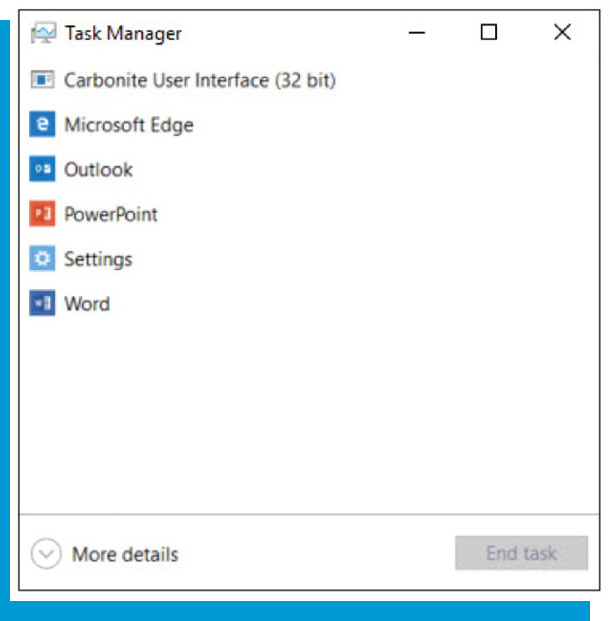 Task Manager
Carbonite User Interface (32 bit)
Microsoft Edge
Outlook
PowerPoint
Settings
Word
More details
End task